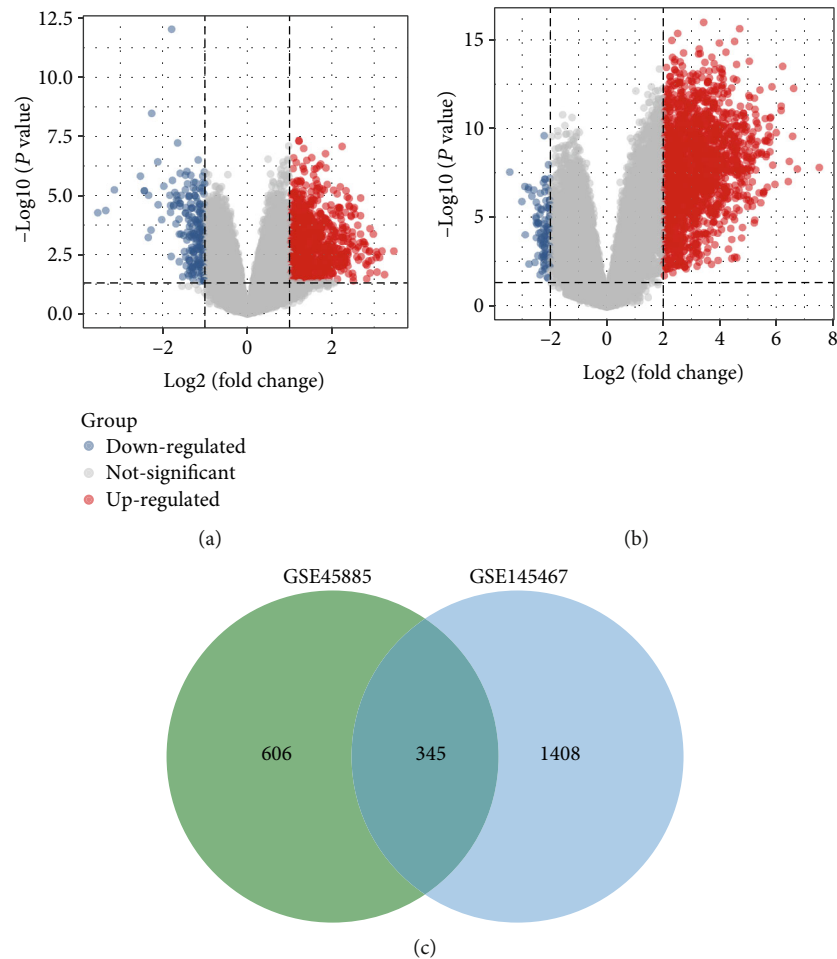 12.5
10.0
7.5
5.0
2.5
0.0
−Log10 (P value)
−2
0
2
Log2 (fold change)
Group
Down-regulated
Not-significant
Up-regulated
(a)
15
10
5
0
−Log10 (P value)
−2
0
2
4
6
8
Log2 (fold change)
(b)
GSE45885
GSE145467
606
345
1408
(c)